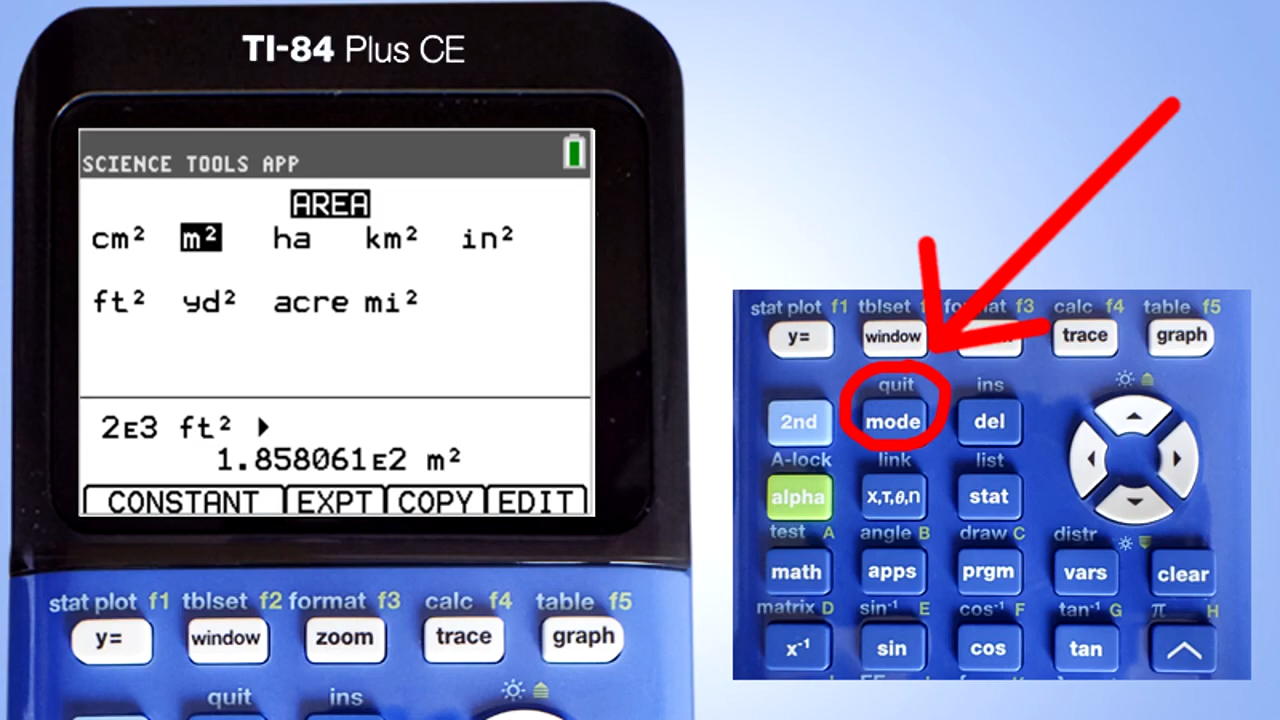 TI-84 Plus CE
SCIENCE TOOLS APP
AREA
cm² m² ha km² in²
ft² yd² acre mi²
2ᴇ3 ft² ▸
1.858061ᴇ2 m²
CONSTANT EXPT COPY EDIT
stat plot f1 tblset f2 format f3 calc f4 table f5
y= window zoom trace graph
quit ins
stat plot f1 tblset f3 calc f4 table f5
y= window trace graph
quit ins
2nd mode del
A-lock link list
alpha X,T,θ,n stat
test A angle B draw C distr
math apps prgm vars clear
matrix D sin⁻¹ E cos⁻¹ F tan⁻¹ G π H
x⁻¹ sin cos tan ^